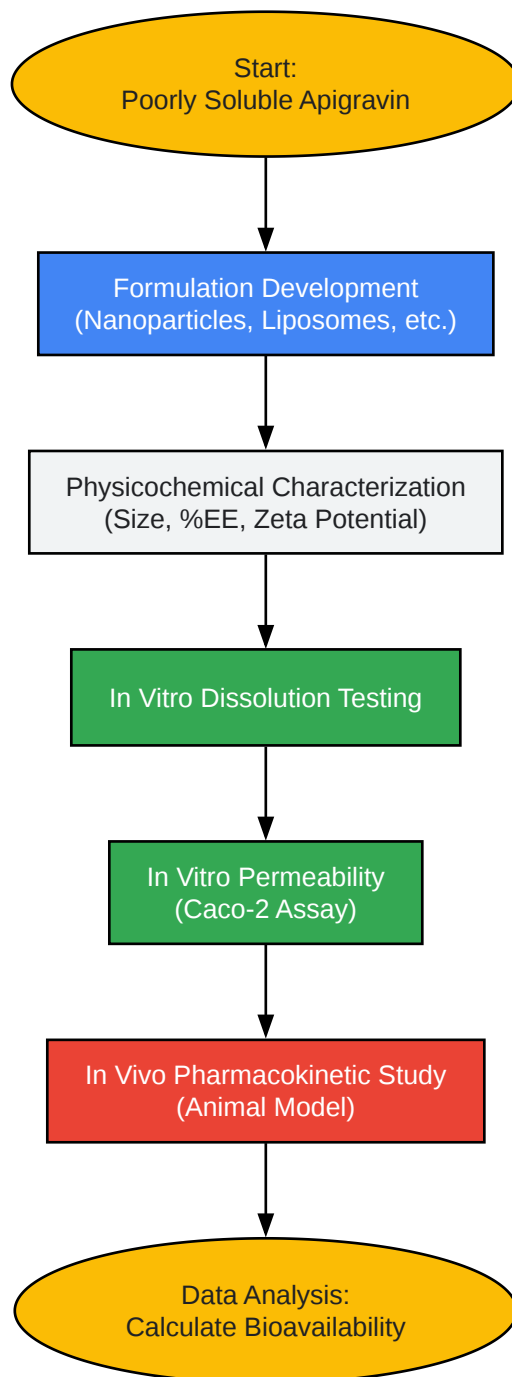 Start:
Poorly Soluble Apigravin
Formulation Development
(Nanoparticles, Liposomes, etc.)
Physicochemical Characterization
(Size, %EE, Zeta Potential)
In Vitro Dissolution Testing
In Vitro Permeability
(Caco-2 Assay)
In Vivo Pharmacokinetic Study
(Animal Model)
Data Analysis:
Calculate Bioavailability